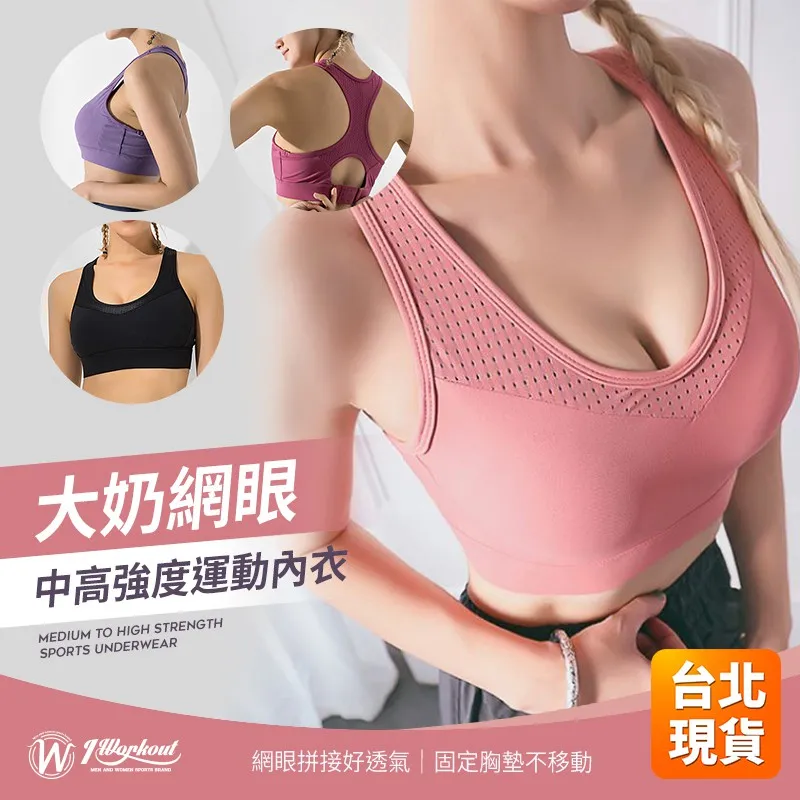 大奶網眼
中高強度運動內衣
MEDIUM TO HIGH STRENGTH
SPORTS UNDERWEAR
台北
現貨
W
IWorkout
MEN AND WOMEN SPORTS BRAND
網眼拼接好透氣｜固定胸墊不移動